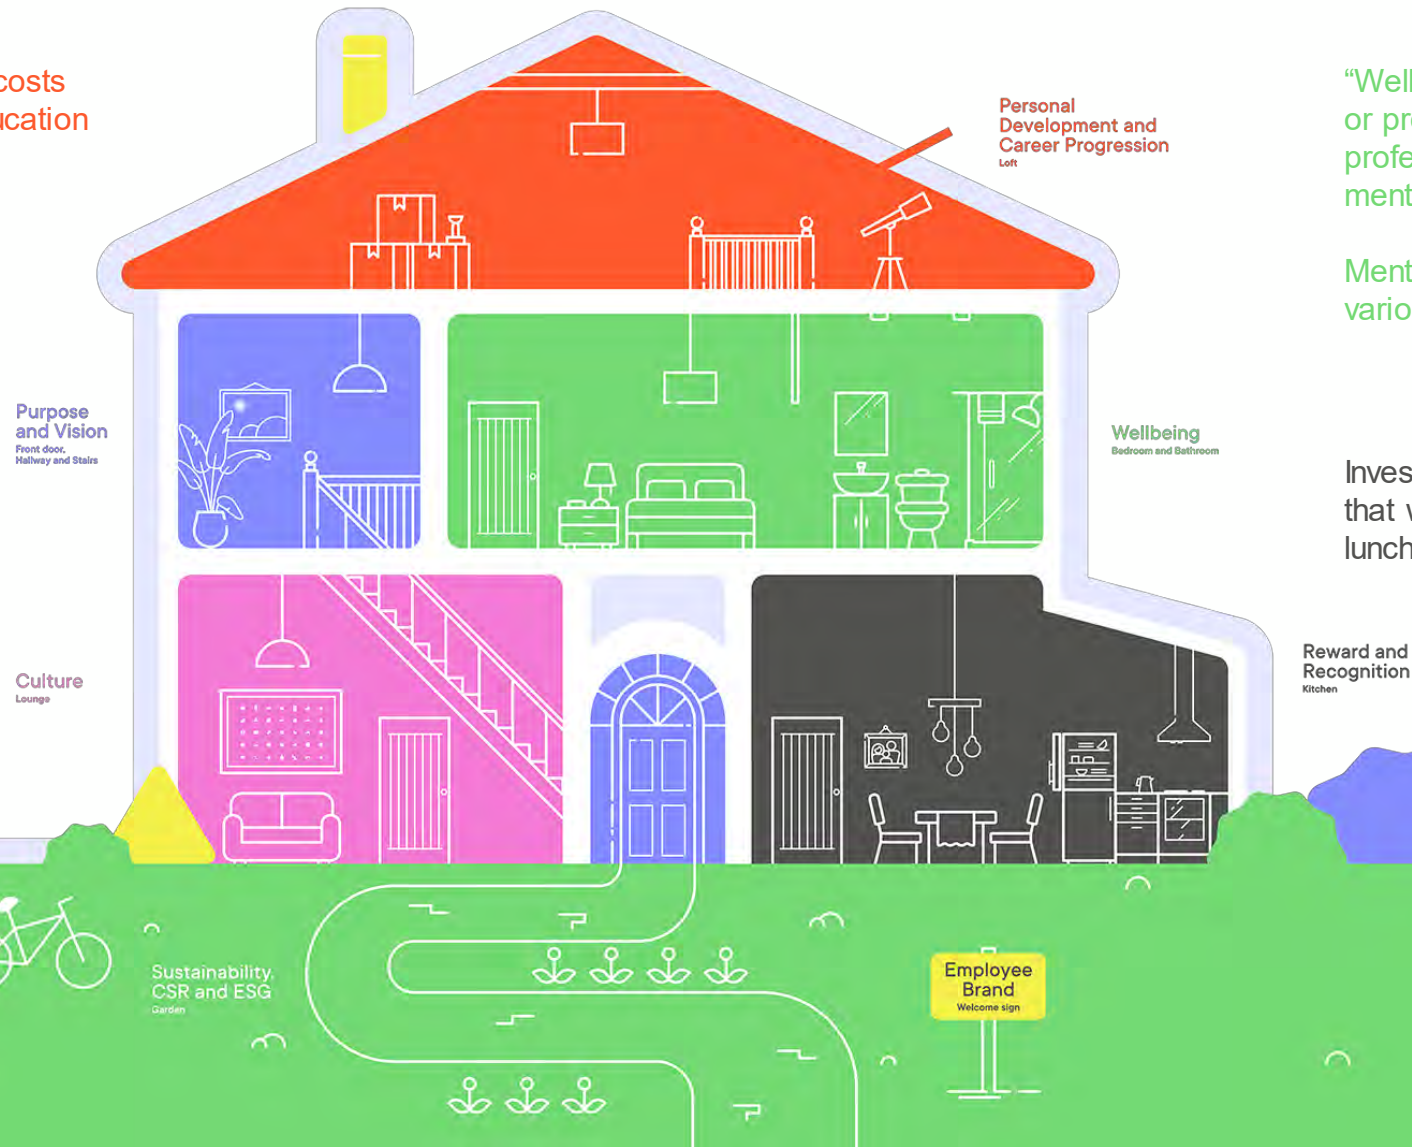 costs
ucation
Personal
Development and
Career Progression
Loft
“Well
or pr
profe
ment
Ment
vario
Purpose
and Vision
Front door,
Hallway and Stairs
Wellbeing
Bedroom and Bathroom
Inves
that w
lunch
Culture
Lounge
Reward and
Recognition
Kitchen
Sustainability,
CSR and ESG
Garden
Employee
Brand
Welcome sign